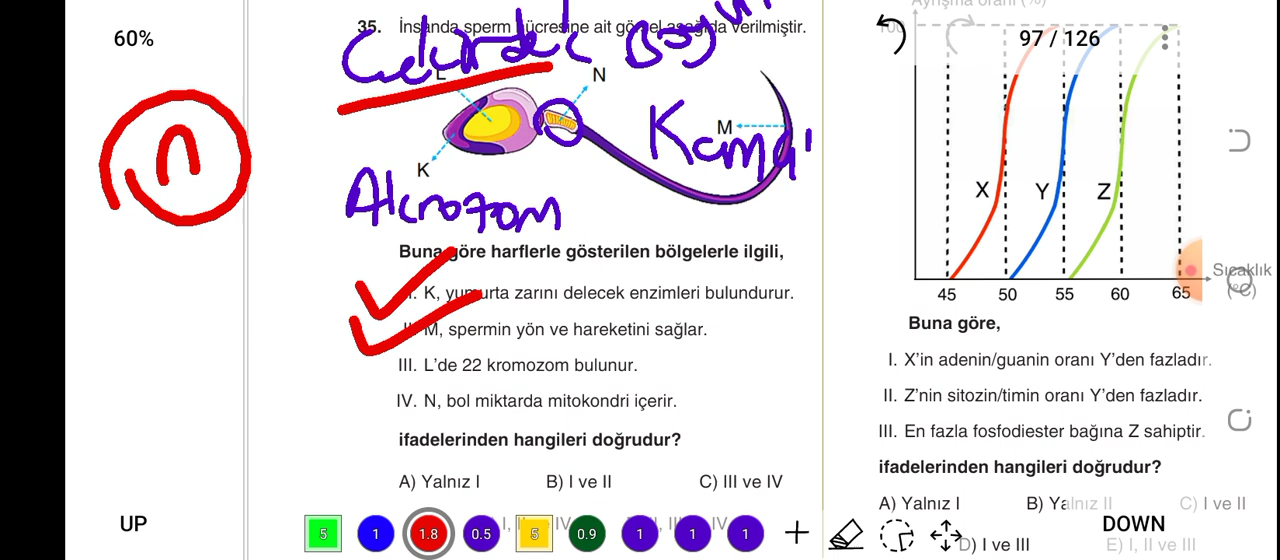 60%
n
UP
35. İnsanda sperm hücresine ait görsel aşağıda verilmiştir.
Çekirdek Boyun
L
N
M
Kamçı
K
Akrozom
Buna göre harflerle gösterilen bölgelerle ilgili,
I. K, yumurta zarını delecek enzimleri bulundurur.
II. M, spermin yön ve hareketini sağlar.
III. L'de 22 kromozom bulunur.
IV. N, bol miktarda mitokondri içerir.
ifadelerinden hangileri doğrudur?
A) Yalnız I B) I ve II C) III ve IV
5 1 1.8 0.5 5 0.9 1 1 1
Ayrışma oranı (%)
100
97 / 126
X Y Z
45 50 55 60 65
Sıcaklık
(°C)
Buna göre,
I. X'in adenin/guanin oranı Y'den fazladır.
II. Z'nin sitozin/timin oranı Y'den fazladır.
III. En fazla fosfodiester bağına Z sahiptir.
ifadelerinden hangileri doğrudur?
A) Yalnız I B) Yalnız II C) I ve II
DOWN
D) I ve III E) I, II ve III